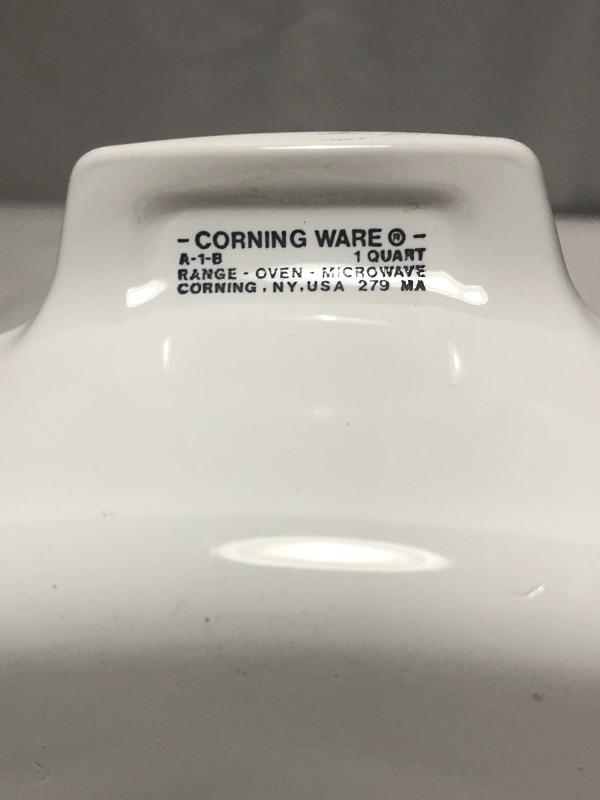 - CORNING WARE ® -
A-1-B 1 QUART
RANGE - OVEN - MICROWAVE
CORNING, NY, USA 279 MA